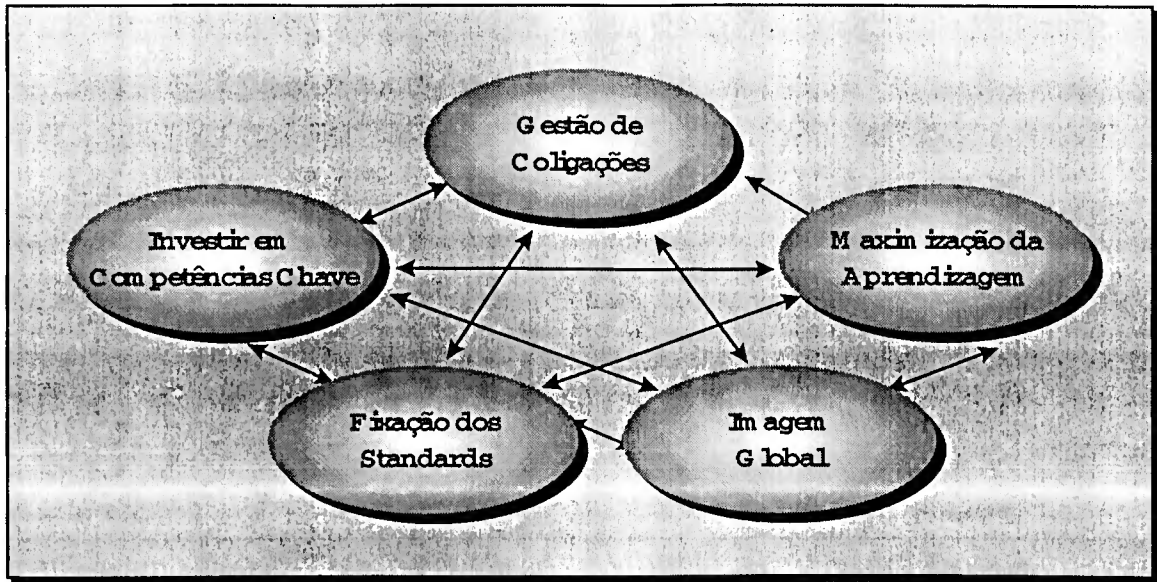 Gestão de
Coligações
Investir em
Competências Chave
Maximização da
Aprendizagem
Fixação dos
Standards
Imagem
Global